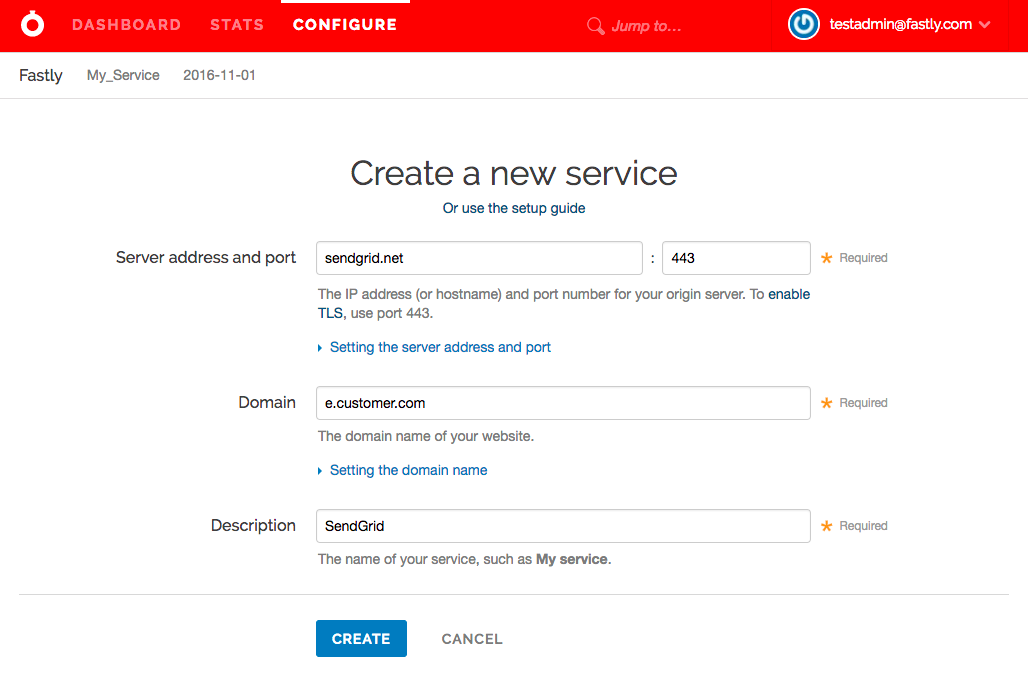 DASHBOARD STATS CONFIGURE Jump to... testadmin@fastly.com
Fastly My_Service 2016-11-01
Create a new service
Or use the setup guide
Server address and port sendgrid.net : 443 * Required
The IP address (or hostname) and port number for your origin server. To enable
TLS, use port 443.
Setting the server address and port
Domain e.customer.com * Required
The domain name of your website.
Setting the domain name
Description SendGrid * Required
The name of your service, such as My service.
CREATE CANCEL